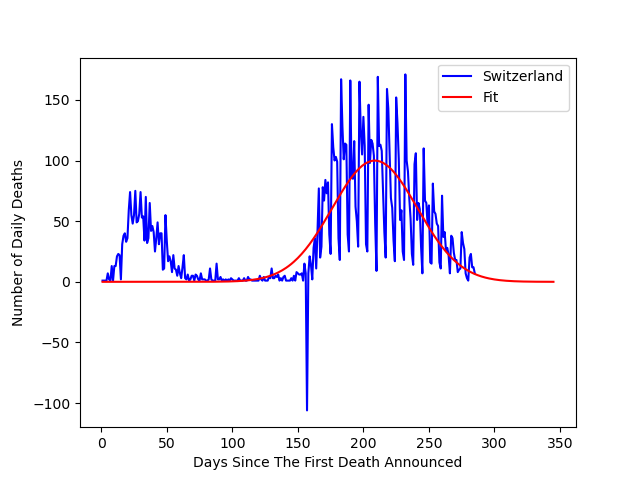 Switzerland
Fit
150
100
50
0
−50
−100
Number of Daily Deaths
0 50 100 150 200 250 300 350
Days Since The First Death Announced